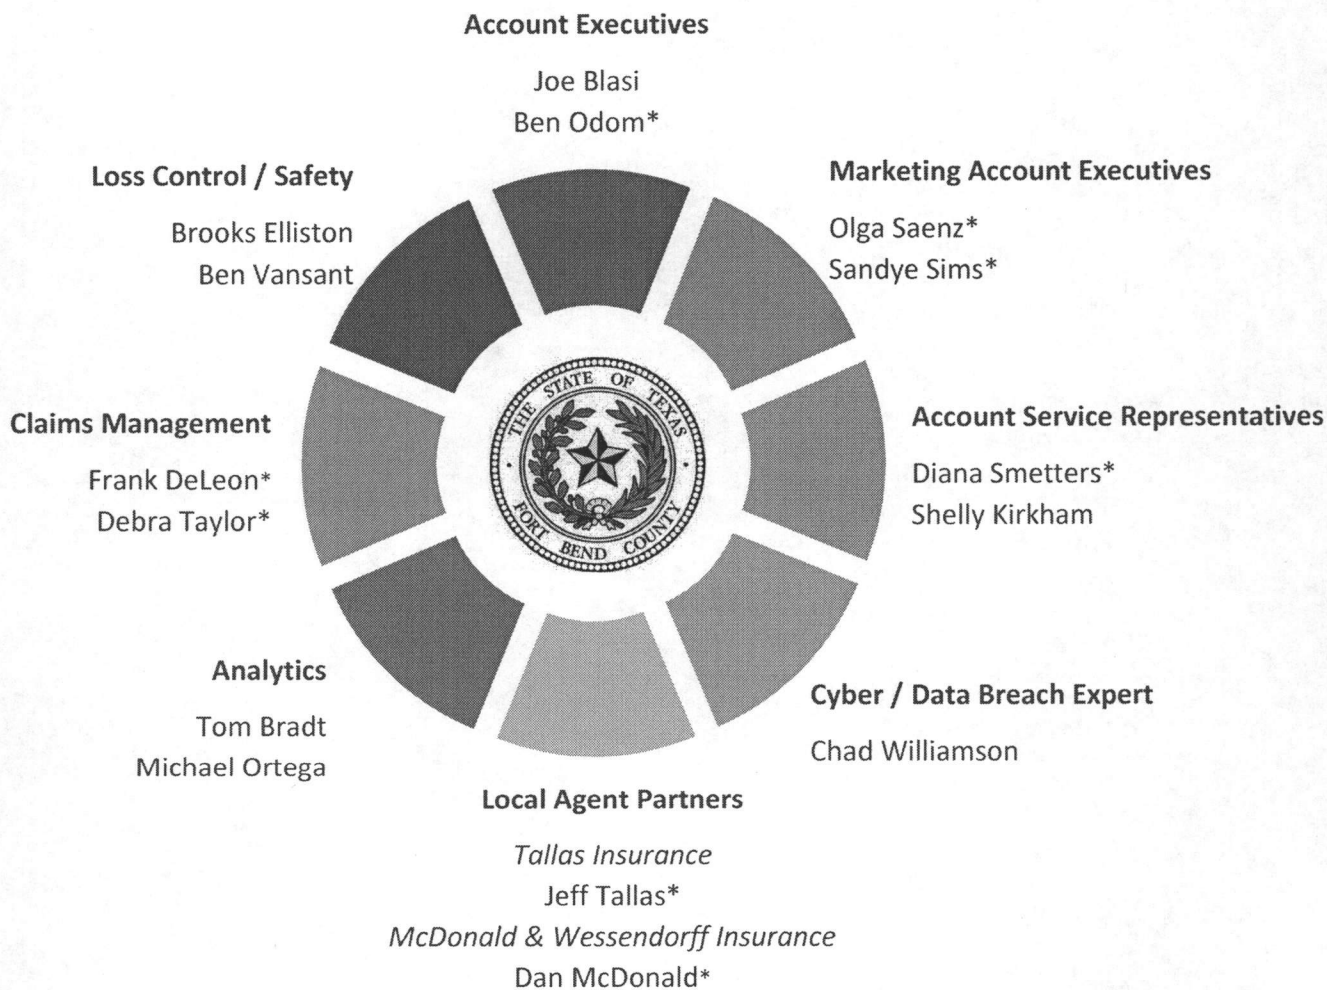 Account Executives
Joe Blasi
Ben Odom*
Loss Control / Safety
Brooks Elliston
Ben Vansant
Marketing Account Executives
Olga Saenz*
Sandye Sims*
Claims Management
Frank DeLeon*
Debra Taylor*
THE STATE OF TEXAS
FORT BEND COUNTY
Account Service Representatives
Diana Smetters*
Shelly Kirkham
Analytics
Tom Bradt
Michael Ortega
Cyber / Data Breach Expert
Chad Williamson
Local Agent Partners
Tallas Insurance
Jeff Tallas*
McDonald & Wessendorff Insurance
Dan McDonald*